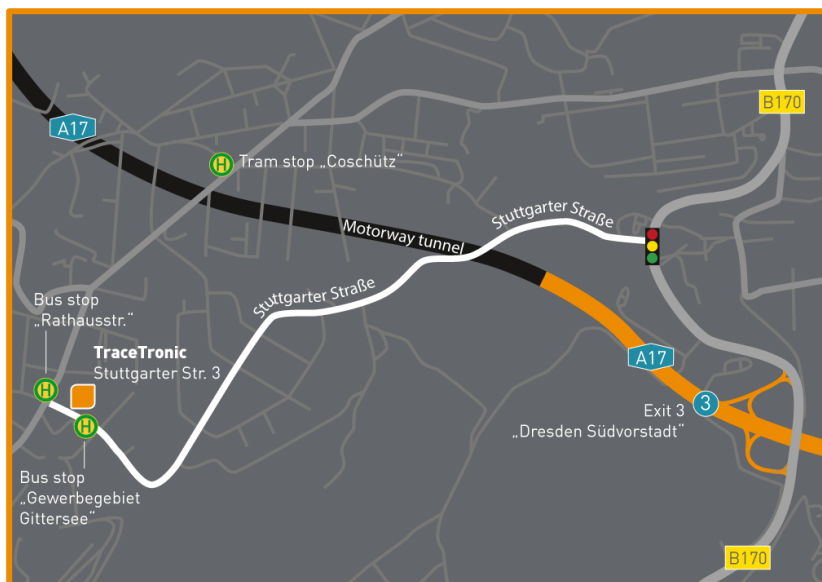 B170
A17
H Tram stop „Coschütz“
Stuttgarter Straße
Motorway tunnel
Stuttgarter Straße
Bus stop
„Rathausstr.“
TraceTronic
Stuttgarter Str. 3
A17
H
3
Exit 3
„Dresden Südvorstadt“
H
Bus stop
„Gewerbegebiet
Gittersee“
B170